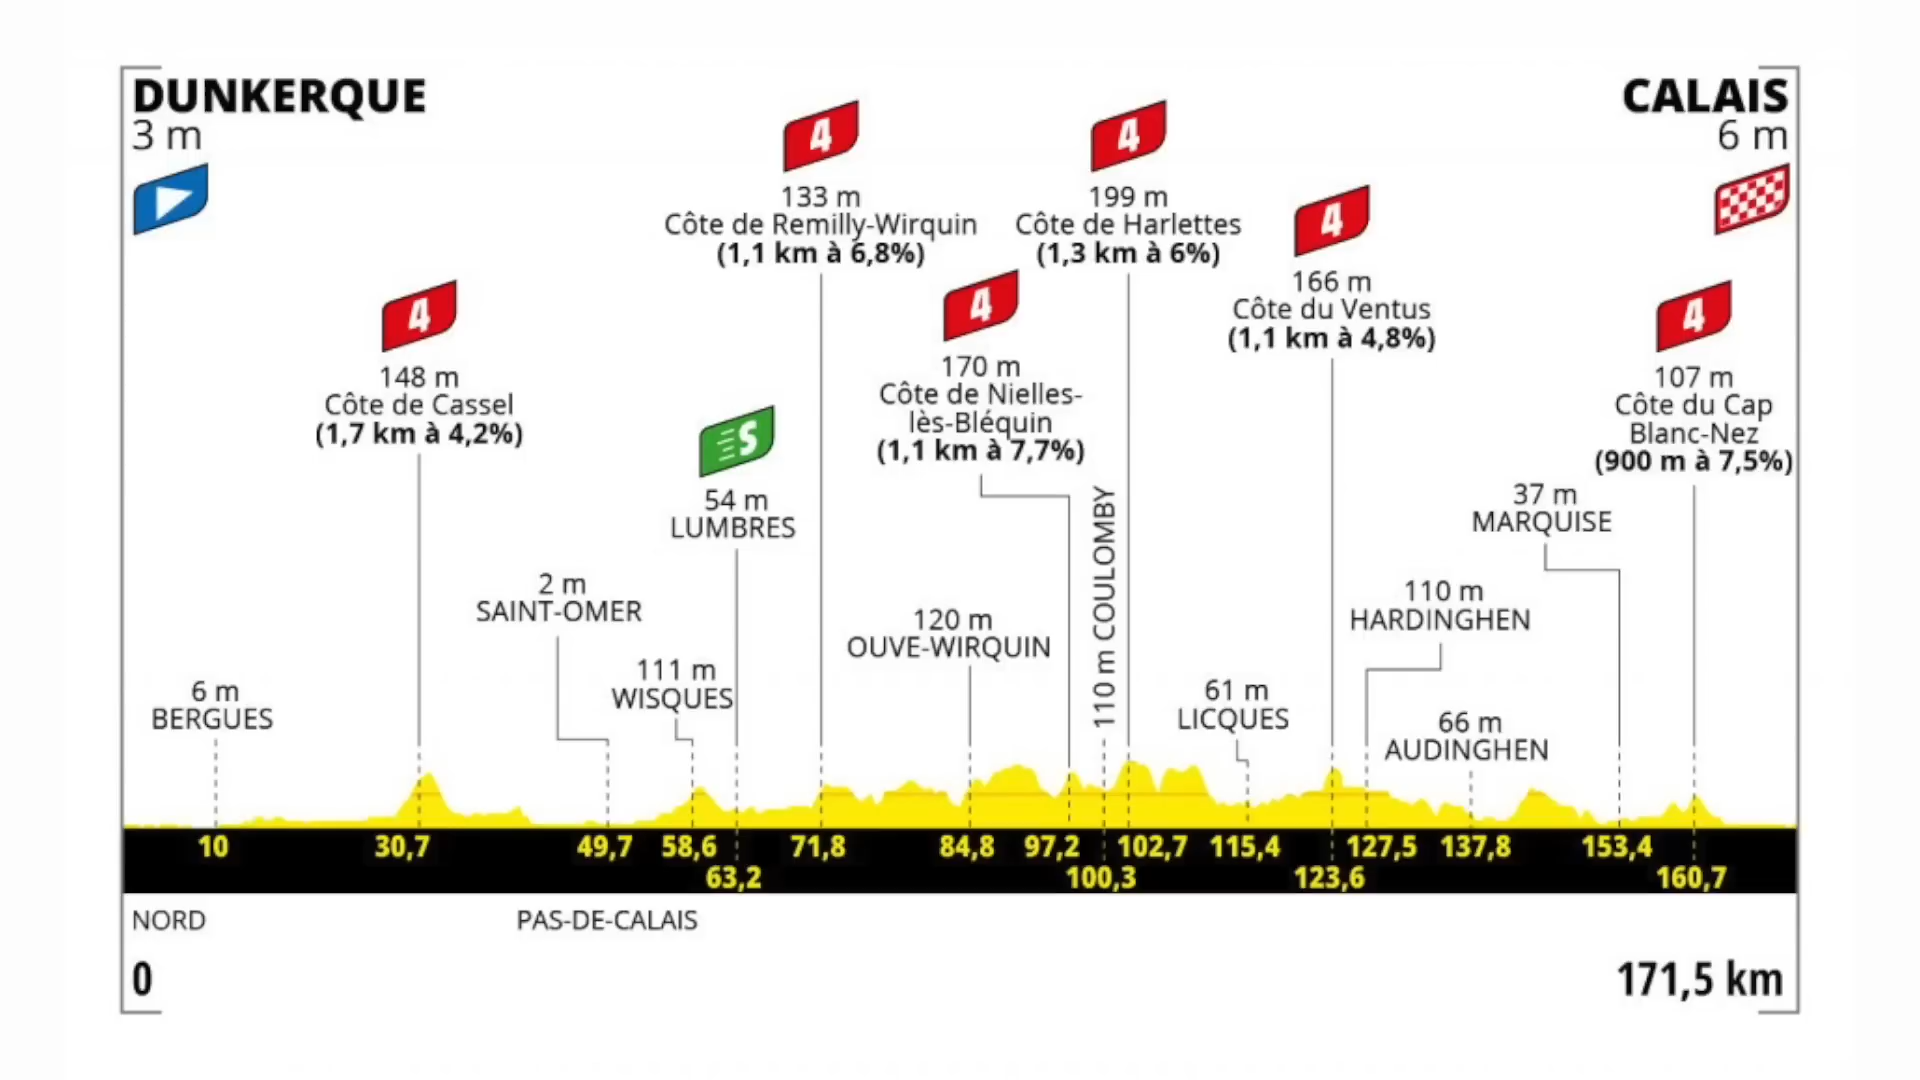 DUNKERQUE
3 m
CALAIS
6 m
4
133 m
Côte de Remilly-Wirquin
(1,1 km à 6,8%)
4
199 m
Côte de Harlettes
(1,3 km à 6%)
4
166 m
Côte du Ventus
(1,1 km à 4,8%)
4
148 m
Côte de Cassel
(1,7 km à 4,2%)
4
170 m
Côte de Nielles-
lès-Bléquin
(1,1 km à 7,7%)
4
107 m
Côte du Cap
Blanc-Nez
(900 m à 7,5%)
S
54 m
LUMBRES
37 m
MARQUISE
2 m
SAINT-OMER
110 m COULOMBY
110 m
HARDINGHEN
120 m
OUVE-WIRQUIN
111 m
WISQUES
6 m
BERGUES
61 m
LICQUES
66 m
AUDINGHEN
10 30,7 49,7 58,6 71,8 84,8 97,2 102,7 115,4 127,5 137,8 153,4
63,2 100,3 123,6 160,7
NORD PAS-DE-CALAIS
0 171,5 km